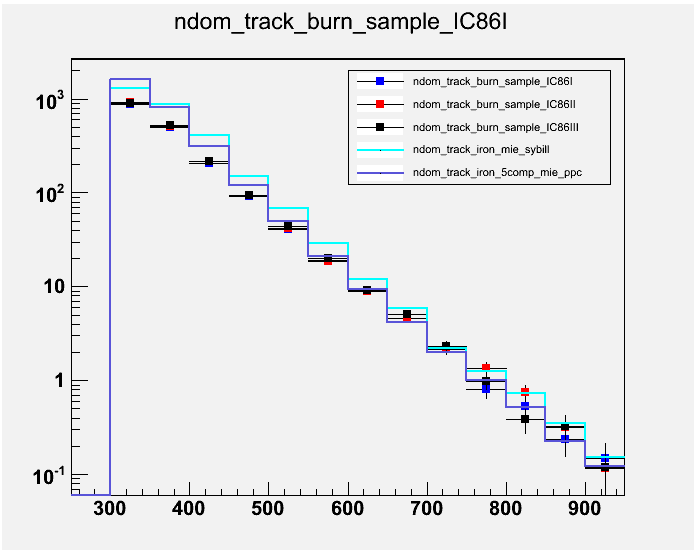 ndom_track_burn_sample_IC86I
ndom_track_burn_sample_IC86I
ndom_track_burn_sample_IC86II
ndom_track_burn_sample_IC86III
ndom_track_iron_mie_sybill
ndom_track_iron_5comp_mie_ppc
10³
10²
10
1
10⁻¹
300 400 500 600 700 800 900